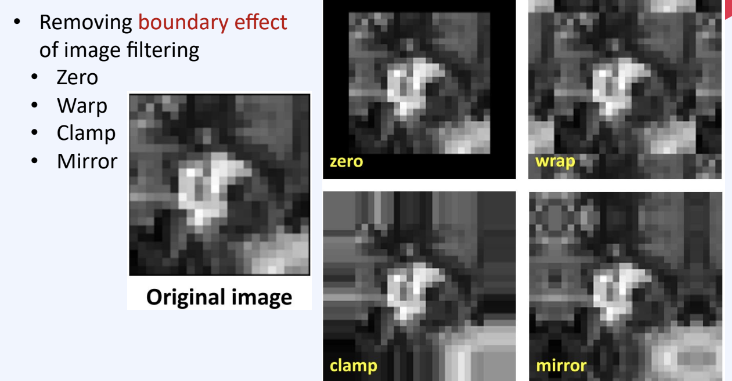 • Removing boundary effect
of image filtering
• Zero
• Warp
• Clamp
• Mirror
Original image
zero
wrap
clamp
mirror